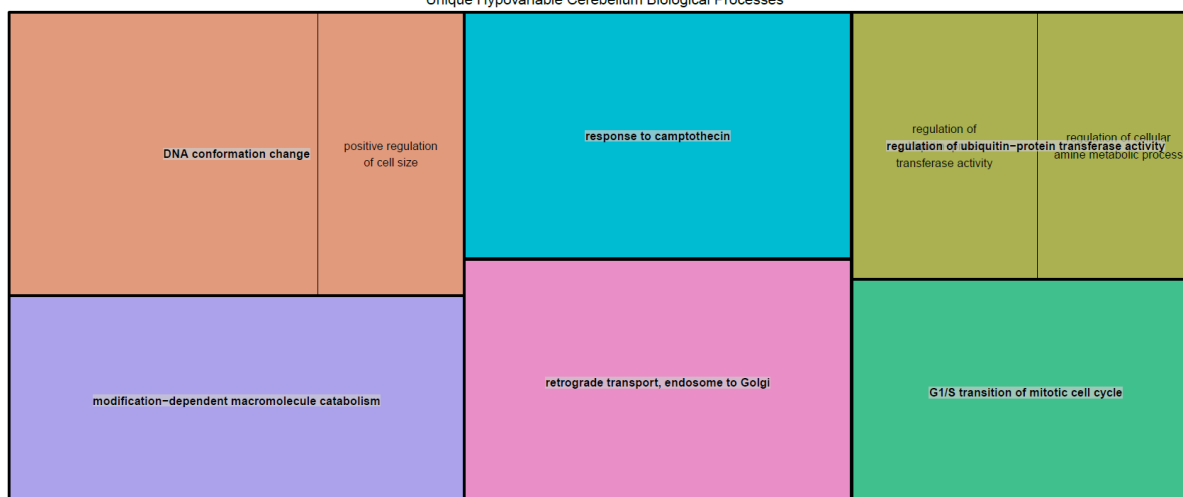 Unique Hypovariable Cerebellum Biological Processes
DNA conformation change
positive regulation
of cell size
response to camptothecin
regulation of
transferase activity
regulation of cellular
amine metabolic process
regulation of ubiquitin−protein transferase activity
modification−dependent macromolecule catabolism
retrograde transport, endosome to Golgi
G1/S transition of mitotic cell cycle